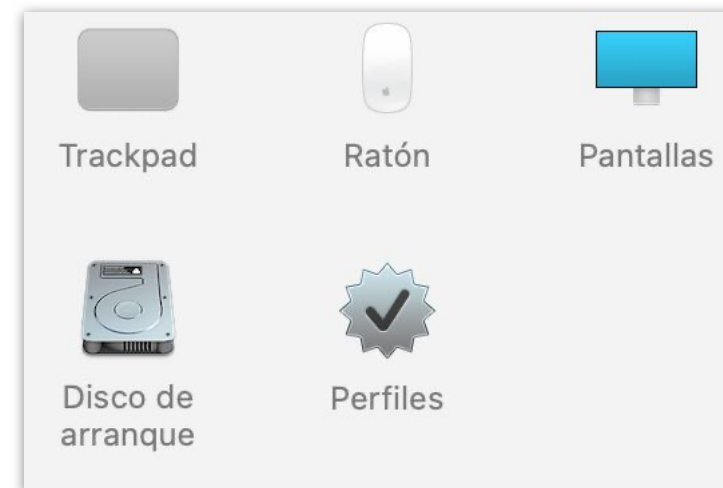 Trackpad
Ratón
Pantallas
Disco de
arranque
Perfiles